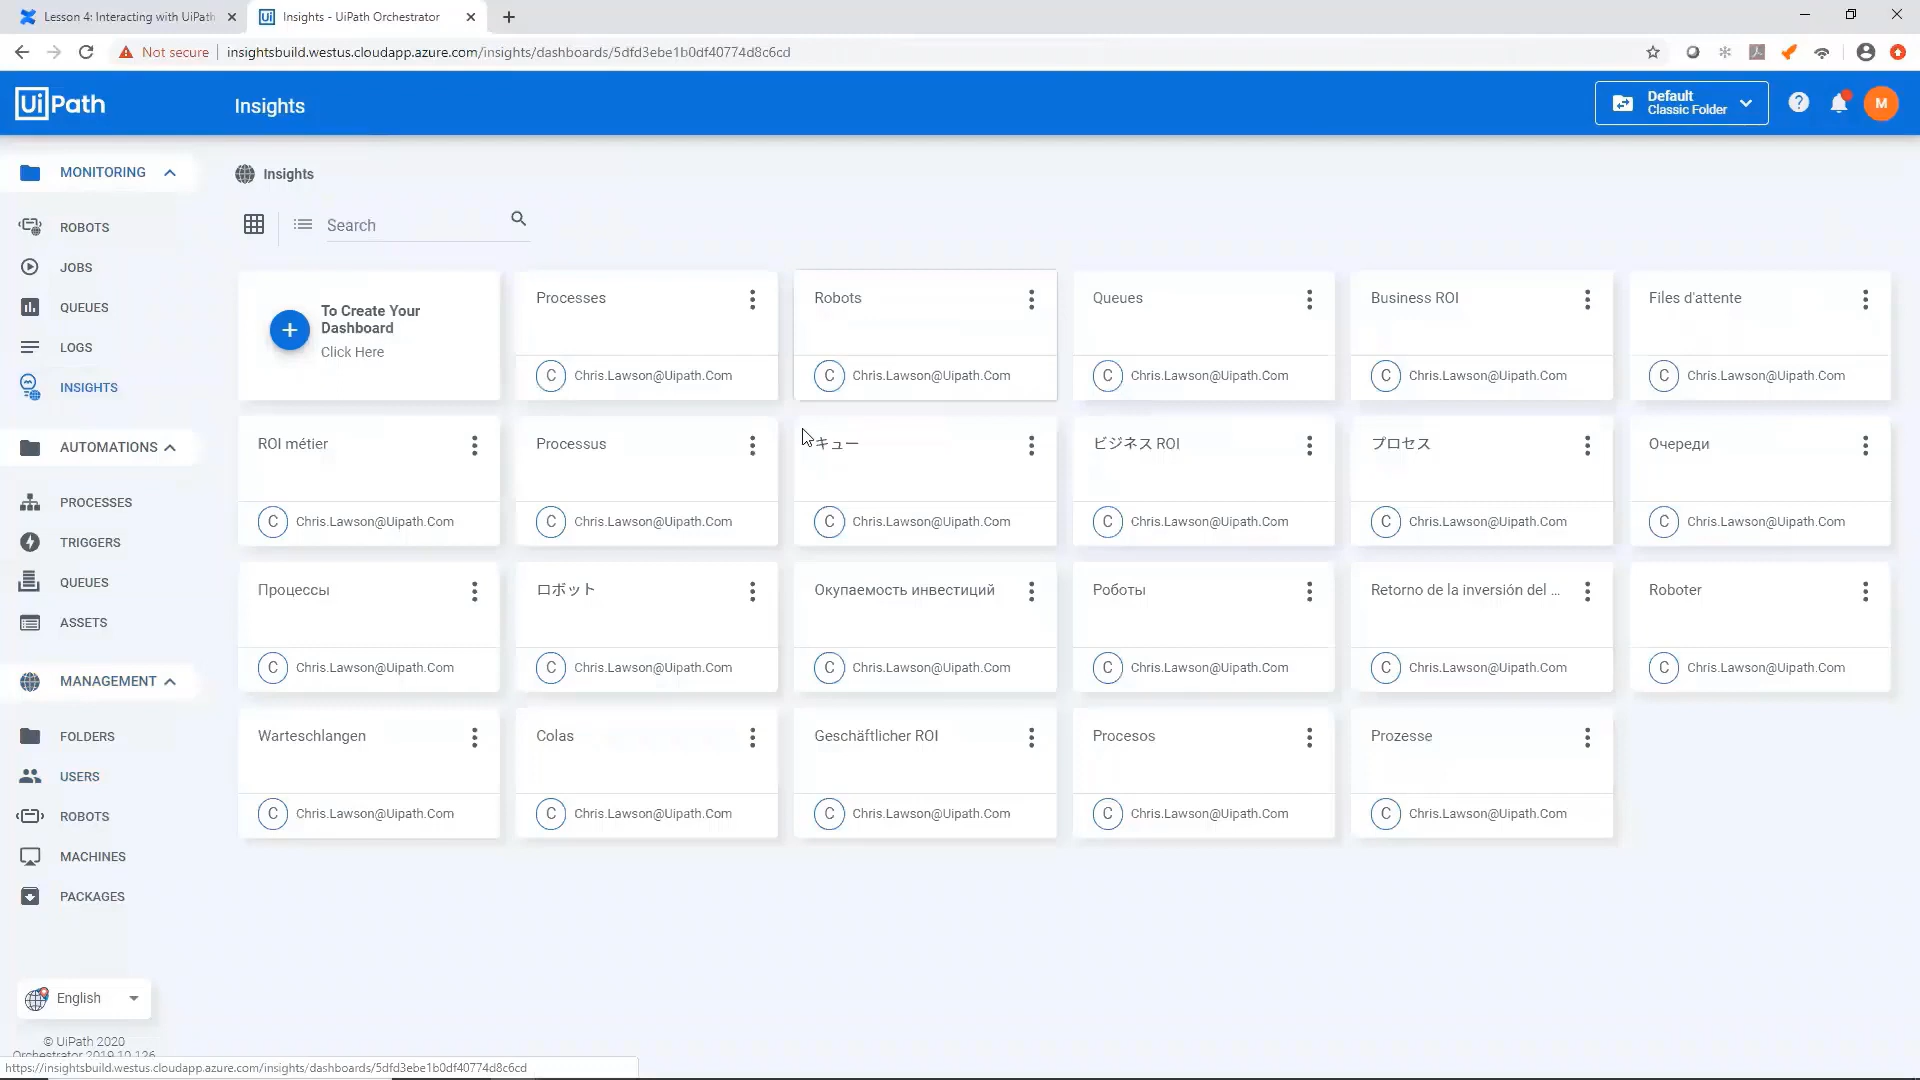 Lesson 4: Interacting with UiPath
Insights - UiPath Orchestrator
Not secure
insightsbuild.westus.cloudapp.azure.com/insights/dashboards/5dfd3ebe1b0df40774d8c6cd
UiPath
Insights
Default
Classic Folder
M
MONITORING
ROBOTS
JOBS
QUEUES
LOGS
INSIGHTS
AUTOMATIONS
PROCESSES
TRIGGERS
QUEUES
ASSETS
MANAGEMENT
FOLDERS
USERS
ROBOTS
MACHINES
PACKAGES
English
© UiPath 2020
Orchestrator 2019.10.126
Insights
Search
To Create Your
Dashboard
Click Here
Processes
C Chris.Lawson@Uipath.Com
Robots
C Chris.Lawson@Uipath.Com
Queues
C Chris.Lawson@Uipath.Com
Business ROI
C Chris.Lawson@Uipath.Com
Files d'attente
C Chris.Lawson@Uipath.Com
ROI métier
C Chris.Lawson@Uipath.Com
Processus
C Chris.Lawson@Uipath.Com
キュー
C Chris.Lawson@Uipath.Com
ビジネス ROI
C Chris.Lawson@Uipath.Com
プロセス
C Chris.Lawson@Uipath.Com
Очереди
C Chris.Lawson@Uipath.Com
Процессы
C Chris.Lawson@Uipath.Com
ロボット
C Chris.Lawson@Uipath.Com
Окупаемость инвестиций
C Chris.Lawson@Uipath.Com
Роботы
C Chris.Lawson@Uipath.Com
Retorno de la inversión del ...
C Chris.Lawson@Uipath.Com
Roboter
C Chris.Lawson@Uipath.Com
Warteschlangen
C Chris.Lawson@Uipath.Com
Colas
C Chris.Lawson@Uipath.Com
Geschäftlicher ROI
C Chris.Lawson@Uipath.Com
Procesos
C Chris.Lawson@Uipath.Com
Prozesse
C Chris.Lawson@Uipath.Com
https://insightsbuild.westus.cloudapp.azure.com/insights/dashboards/5dfd3ebe1b0df40774d8c6cd